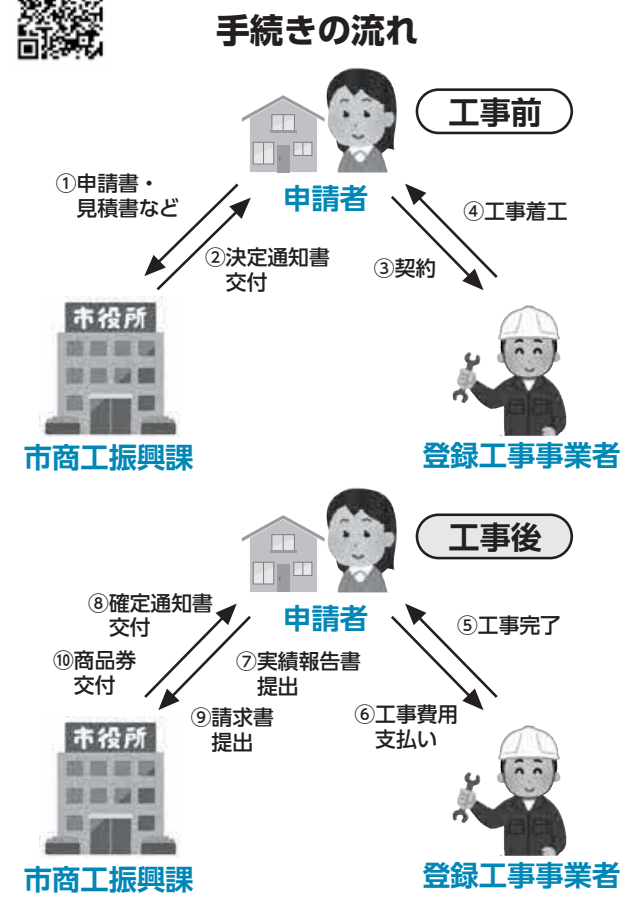 手続きの流れ
工事前
申請者
①申請書・
見積書など
②決定通知書
交付
③契約
④工事着工
市役所
市商工振興課
登録工事事業者
工事後
申請者
⑧確定通知書
交付
⑤工事完了
⑩商品券
交付
⑦実績報告書
提出
⑨請求書
提出
⑥工事費用
支払い
市役所
市商工振興課
登録工事事業者